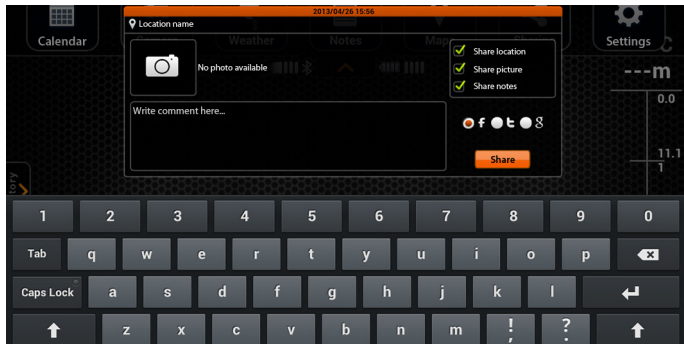 2013/04/26 15:56
Location name
Calendar
Weather
Notes
Settings
No photo available
Share location
Share picture
Share notes
---m
0.0
Write comment here...
f t g
Share
11.1
1
tory
1 2 3 4 5 6 7 8 9 0
Tab q w e r t y u i o p
Caps Lock a s d f g h j k l
z x c v b n m ! , ? .